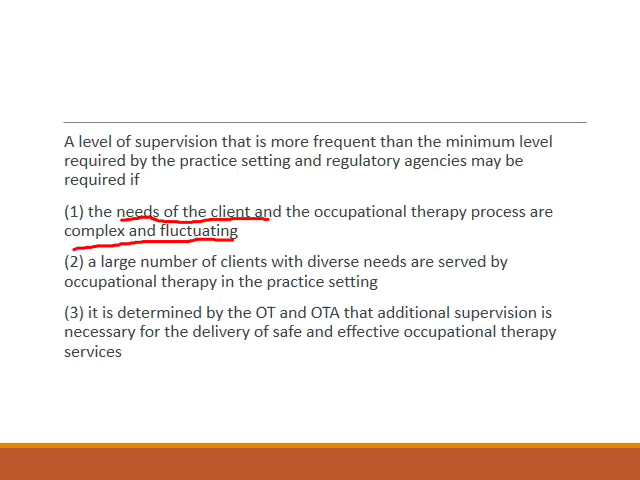 A level of supervision that is more frequent than the minimum level
required by the practice setting and regulatory agencies may be
required if
(1) the needs of the client and the occupational therapy process are
complex and fluctuating
(2) a large number of clients with diverse needs are served by
occupational therapy in the practice setting
(3) it is determined by the OT and OTA that additional supervision is
necessary for the delivery of safe and effective occupational therapy
services